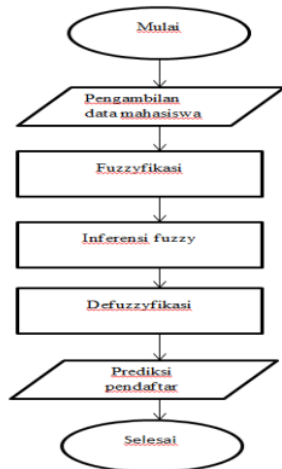 Mulai
Pengambilan
data mahasiswa
Fuzzyfikasi
Inferensi fuzzy
Defuzzyfikasi
Prediksi
pendaftar
Selesai